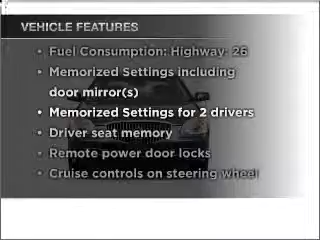 VEHICLE FEATURES
• Fuel Consumption: Highway: 26
• Memorized Settings including
door mirror(s)
• Memorized Settings for 2 drivers
• Driver seat memory
• Remote power door locks
• Cruise controls on steering wheel